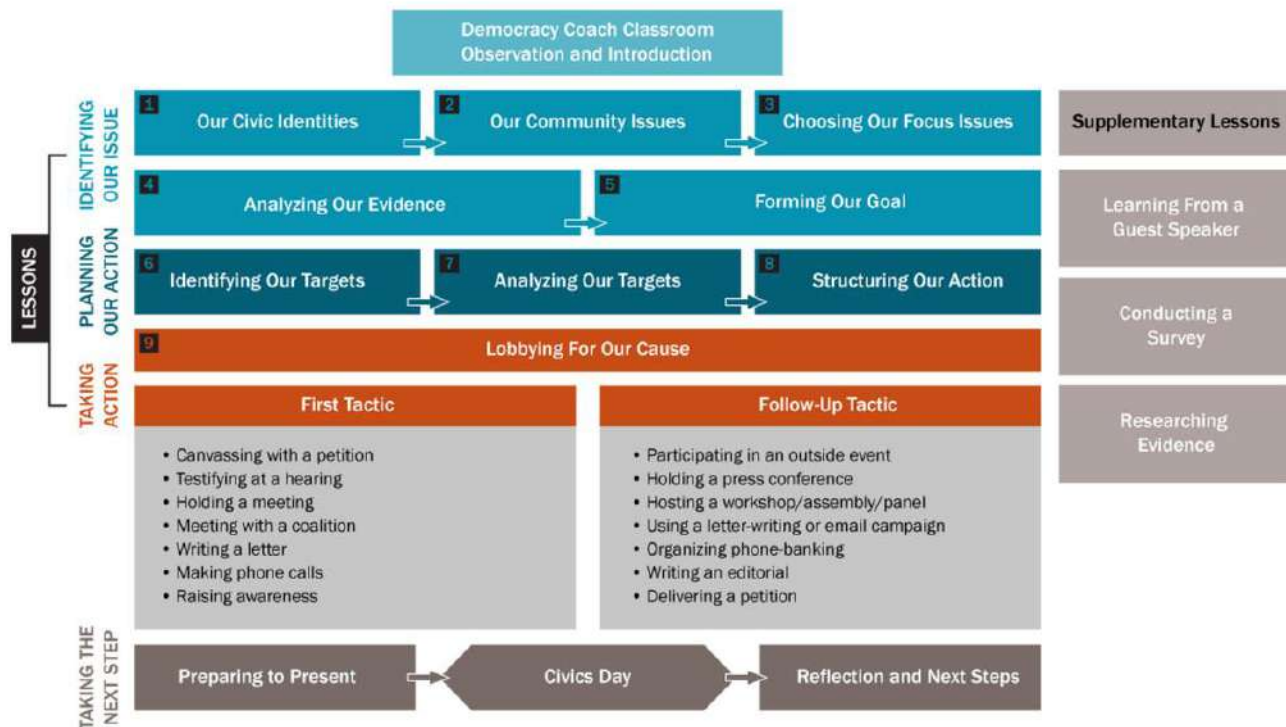 Democracy Coach Classroom
Observation and Introduction
LESSONS
IDENTIFYING
OUR ISSUE
1
Our Civic Identities
2
Our Community Issues
3
Choosing Our Focus Issues
4
Analyzing Our Evidence
5
Forming Our Goal
PLANNING
OUR ACTION
6
Identifying Our Targets
7
Analyzing Our Targets
8
Structuring Our Action
TAKING
ACTION
9
Lobbying For Our Cause
First Tactic
• Canvassing with a petition
• Testifying at a hearing
• Holding a meeting
• Meeting with a coalition
• Writing a letter
• Making phone calls
• Raising awareness
Follow-Up Tactic
• Participating in an outside event
• Holding a press conference
• Hosting a workshop/assembly/panel
• Using a letter-writing or email campaign
• Organizing phone-banking
• Writing an editorial
• Delivering a petition
TAKING THE
NEXT STEP
Preparing to Present
Civics Day
Reflection and Next Steps
Supplementary Lessons
Learning From a
Guest Speaker
Conducting a
Survey
Researching
Evidence